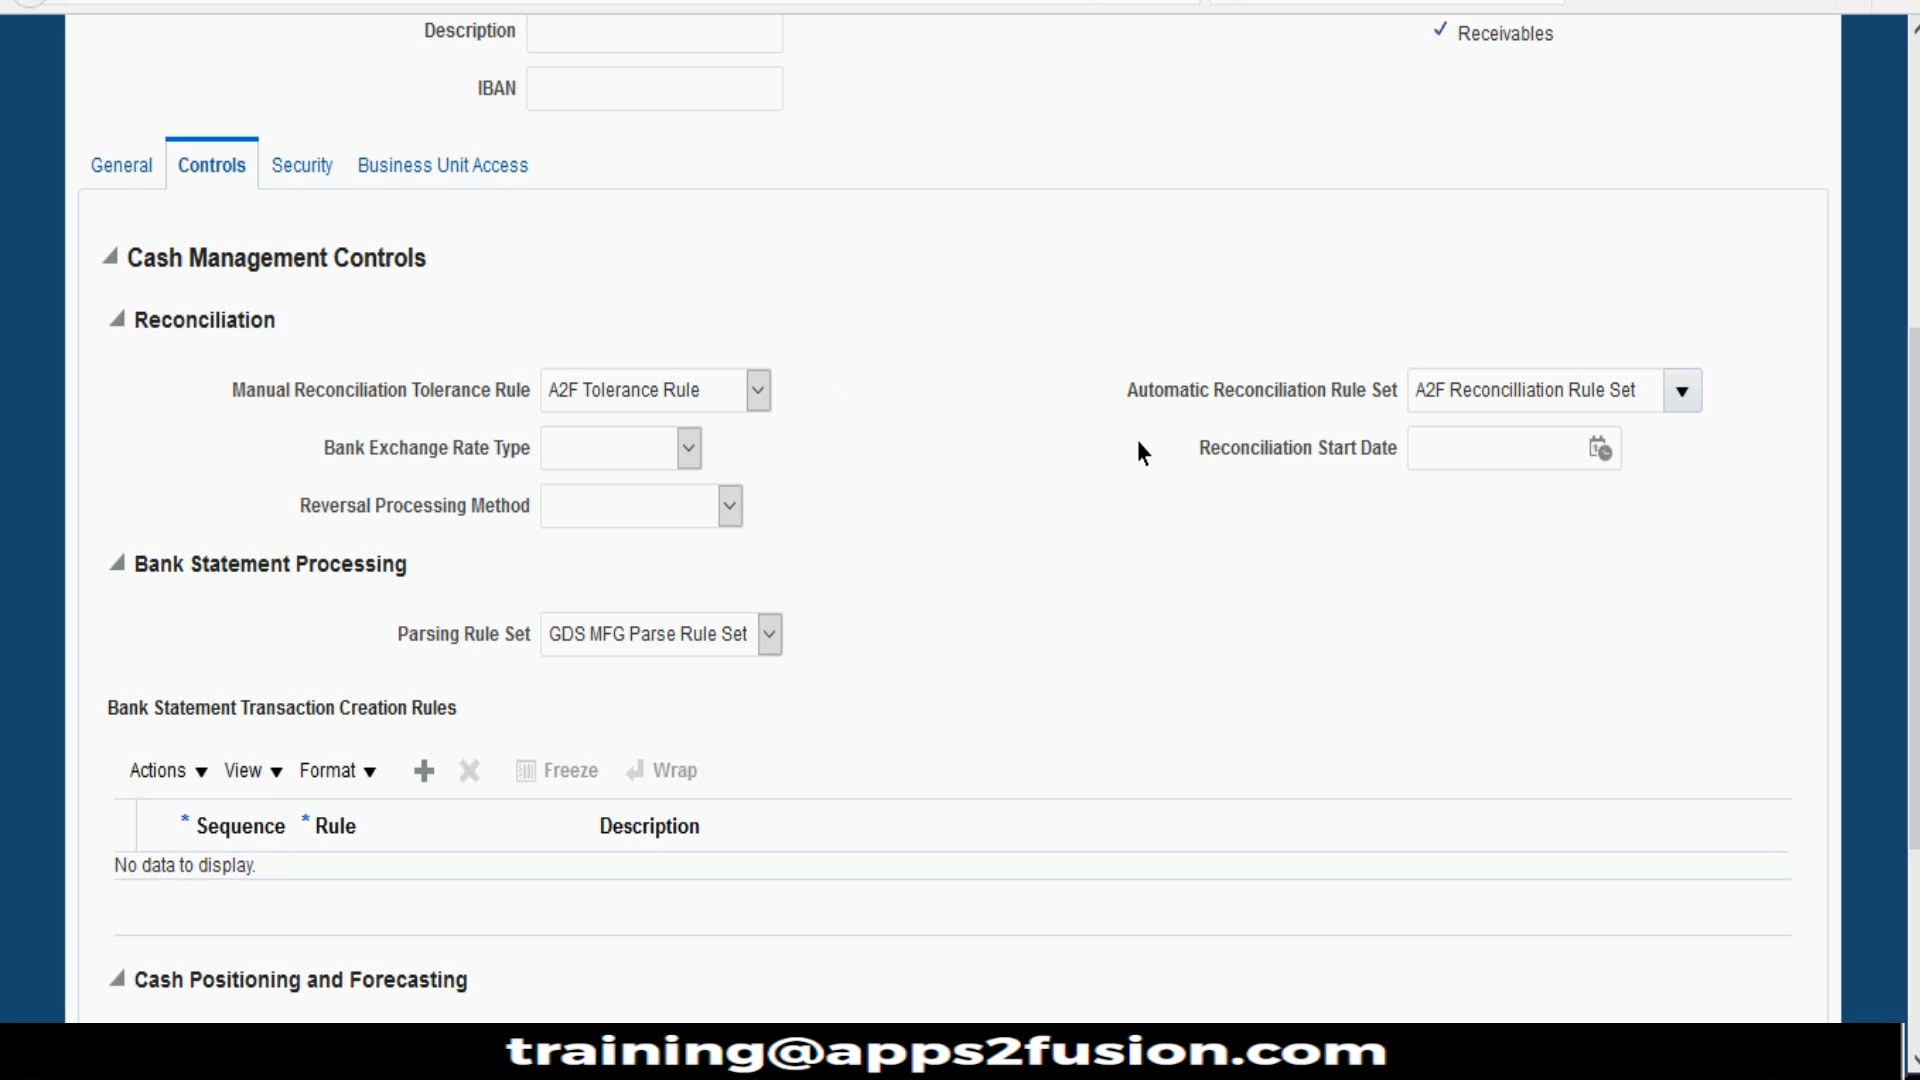 Description
✓ Receivables
IBAN
General Controls Security Business Unit Access
Cash Management Controls
Reconciliation
Manual Reconciliation Tolerance Rule A2F Tolerance Rule Automatic Reconciliation Rule Set A2F Reconcilliation Rule Set
Bank Exchange Rate Type Reconciliation Start Date
Reversal Processing Method
Bank Statement Processing
Parsing Rule Set GDS MFG Parse Rule Set
Bank Statement Transaction Creation Rules
Actions View Format Freeze Wrap
* Sequence * Rule Description
No data to display.
Cash Positioning and Forecasting
training@apps2fusion.com